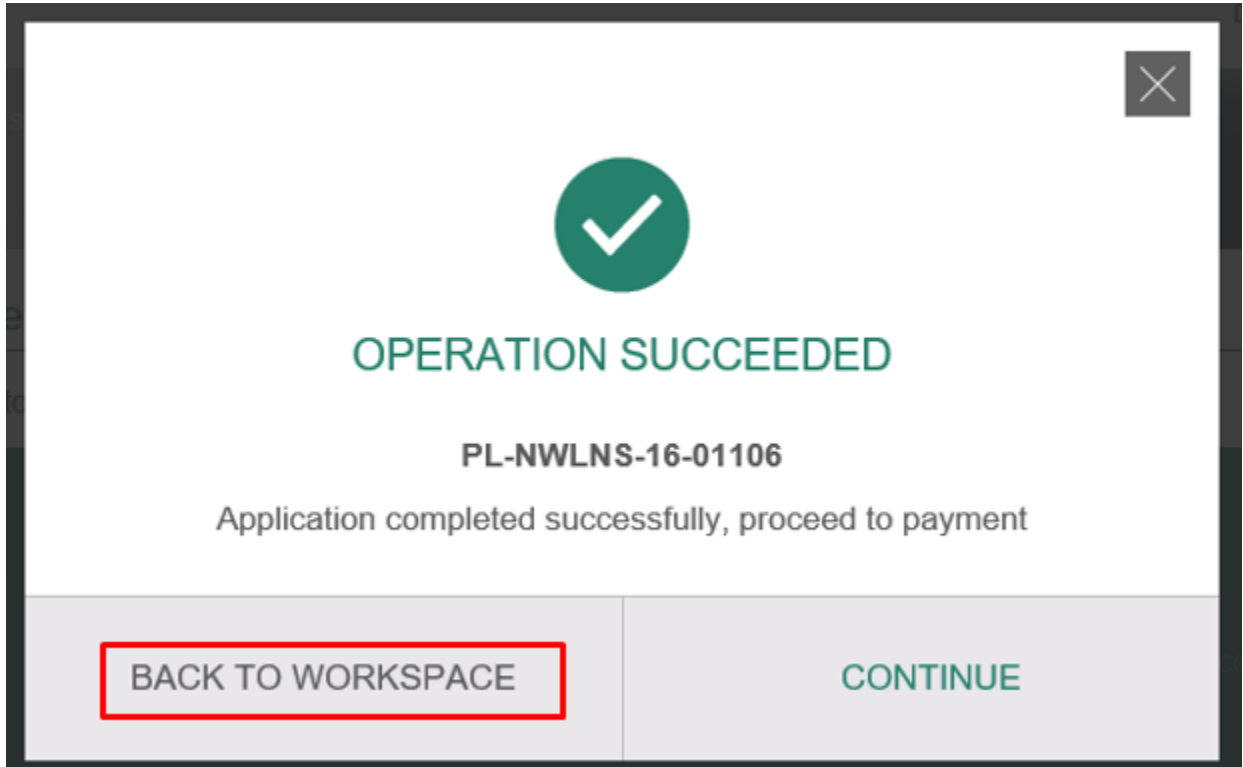 OPERATION SUCCEEDED
PL-NWLNS-16-01106
Application completed successfully, proceed to payment
BACK TO WORKSPACE
CONTINUE